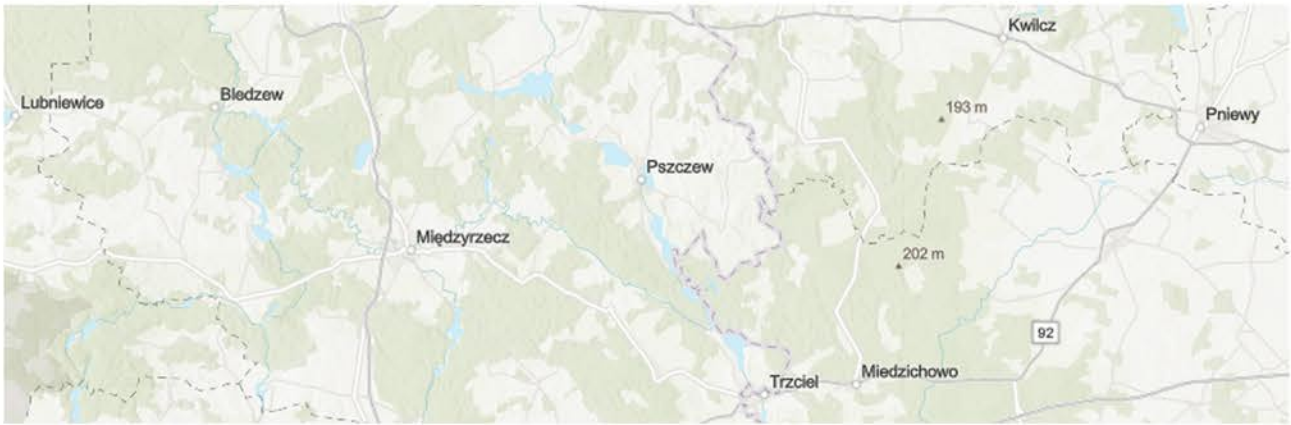 Kwilcz
Bledzew
Lubniewice
193 m
Pniewy
Pszczew
Międzyrzecz
202 m
92
Miedzichowo
Trzciel